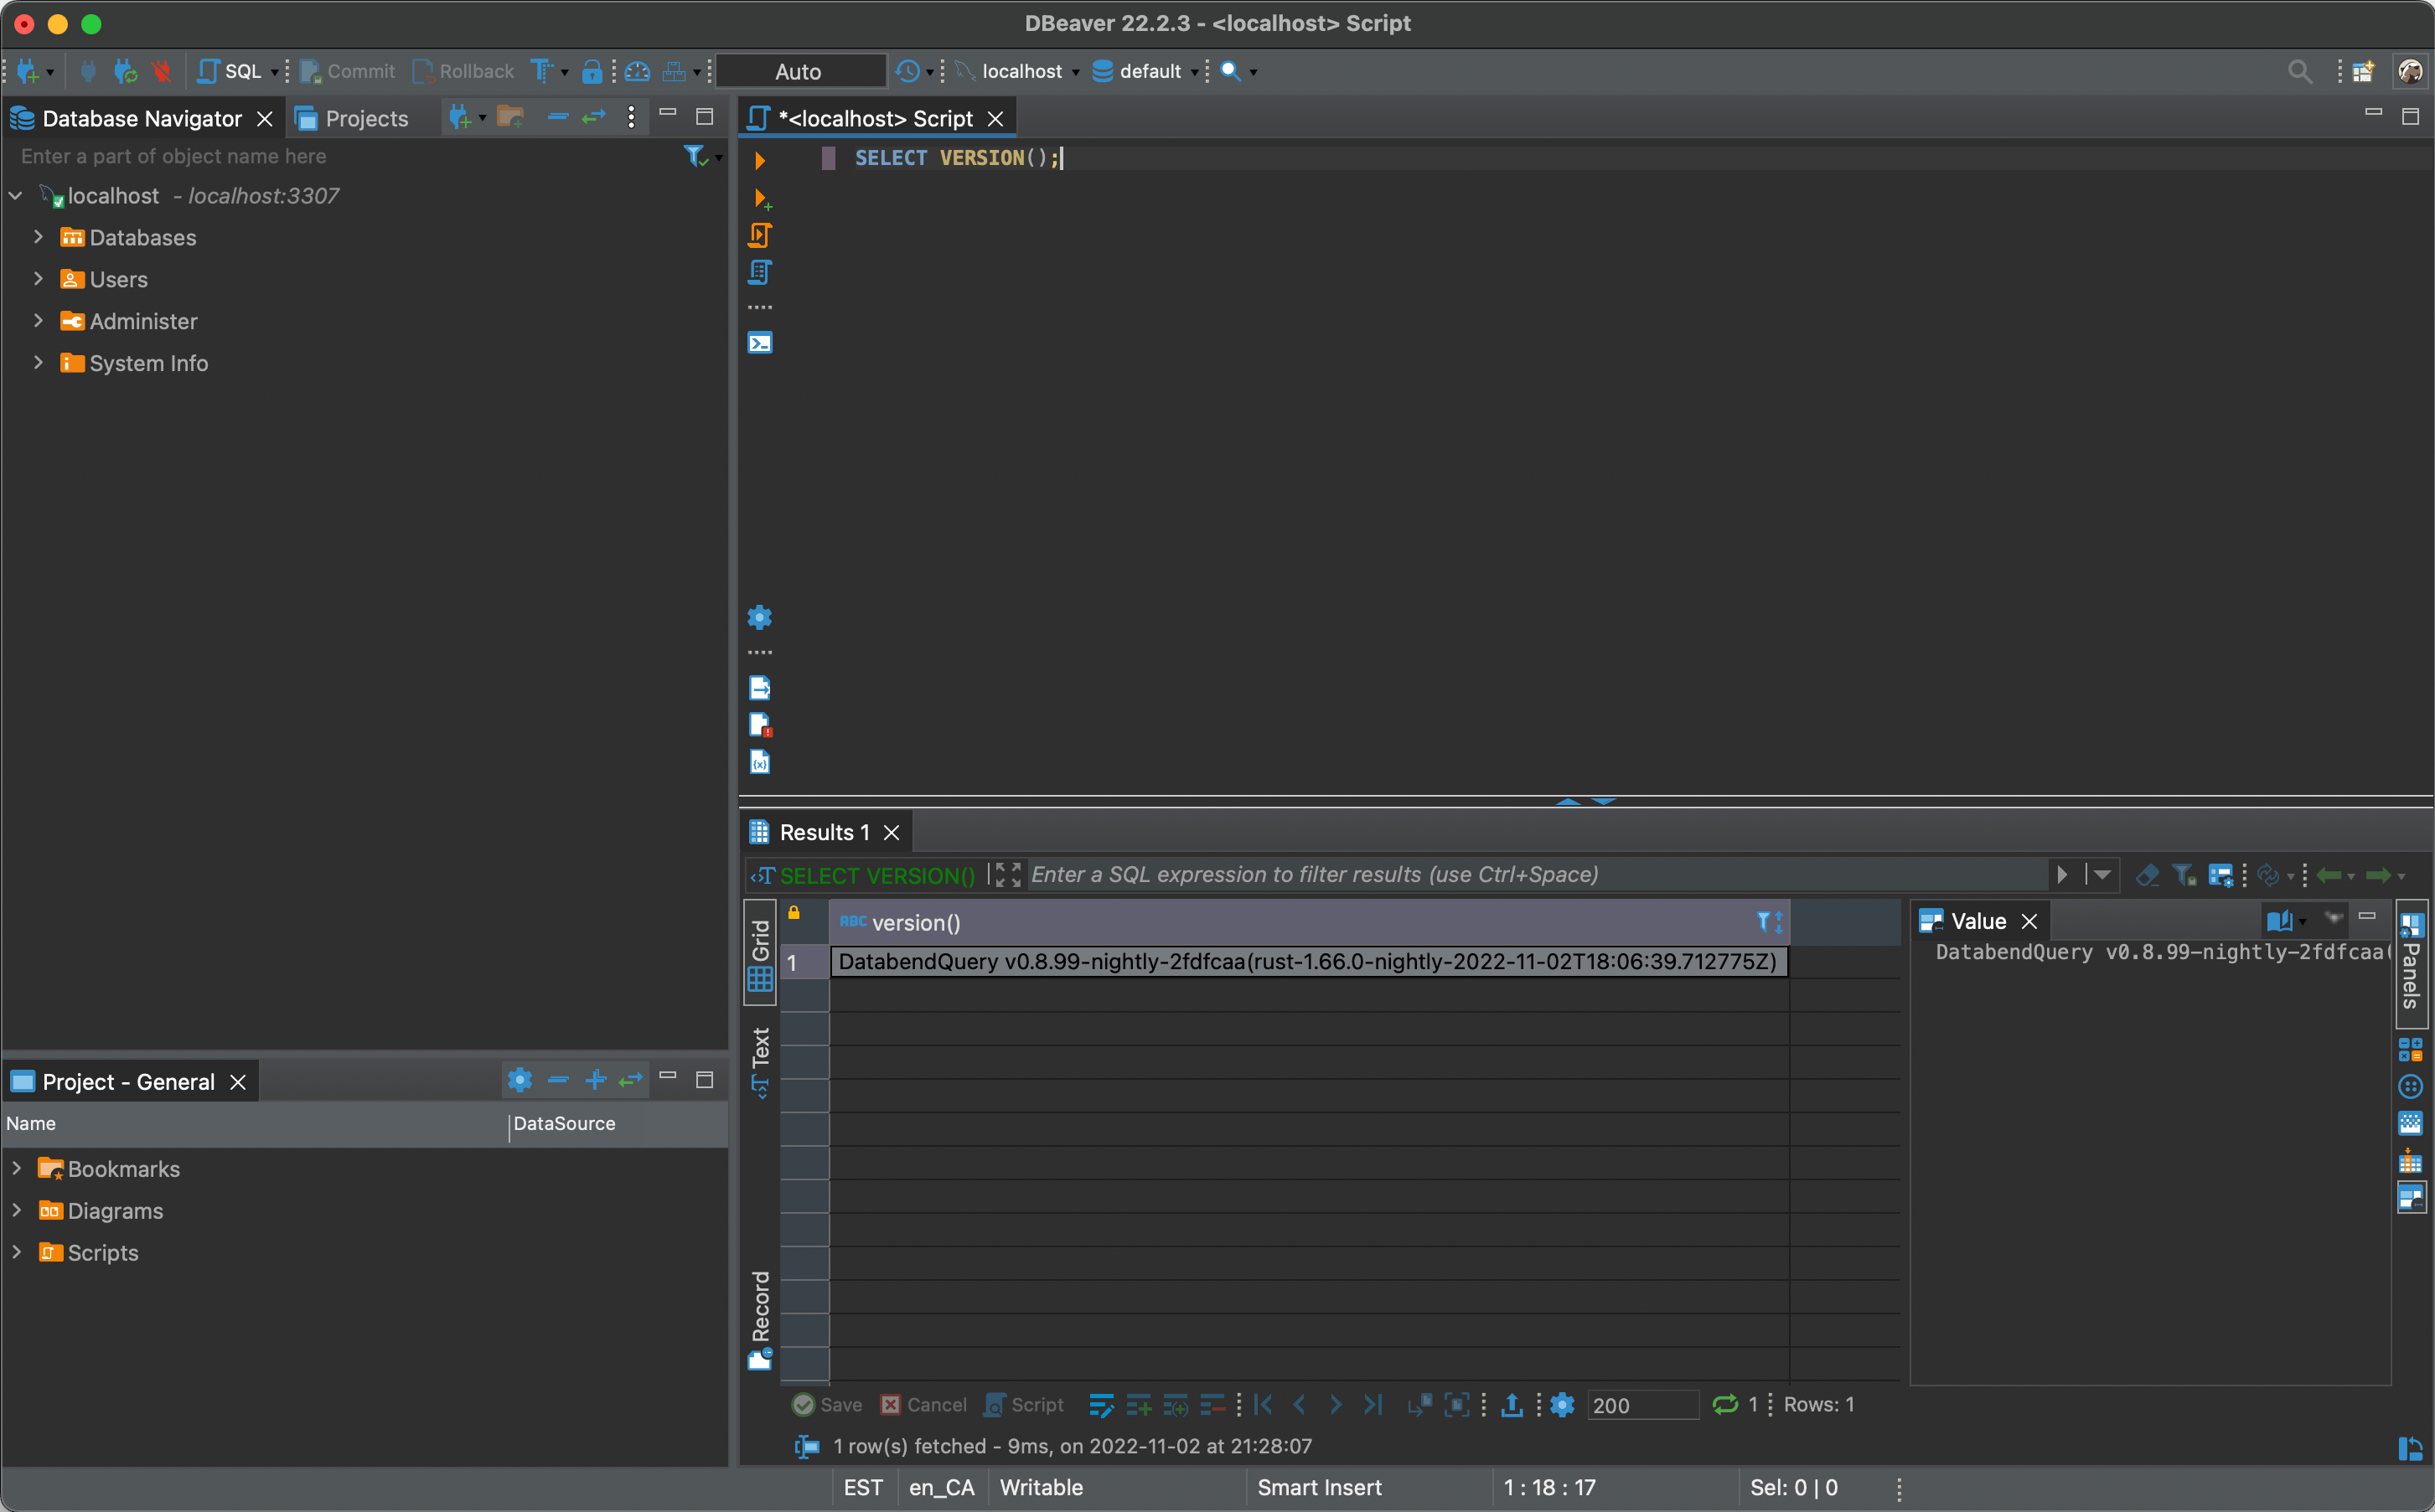 DBeaver 22.2.3 - <localhost> Script
SQL Commit Rollback Auto localhost default
Database Navigator Projects
Enter a part of object name here
localhost - localhost:3307
Databases
Users
Administer
System Info
*<localhost> Script
SELECT VERSION();
Project - General
Name DataSource
Bookmarks
Diagrams
Scripts
Results 1
SELECT VERSION() Enter a SQL expression to filter results (use Ctrl+Space)
Grid
Text
Record
ABC version()
1 DatabendQuery v0.8.99-nightly-2fdfcaa(rust-1.66.0-nightly-2022-11-02T18:06:39.712775Z)
Value
DatabendQuery v0.8.99-nightly-2fdfcaa(
Panels
Save Cancel Script 200 1 Rows: 1
1 row(s) fetched - 9ms, on 2022-11-02 at 21:28:07
EST en_CA Writable Smart Insert 1 : 18 : 17 Sel: 0 | 0